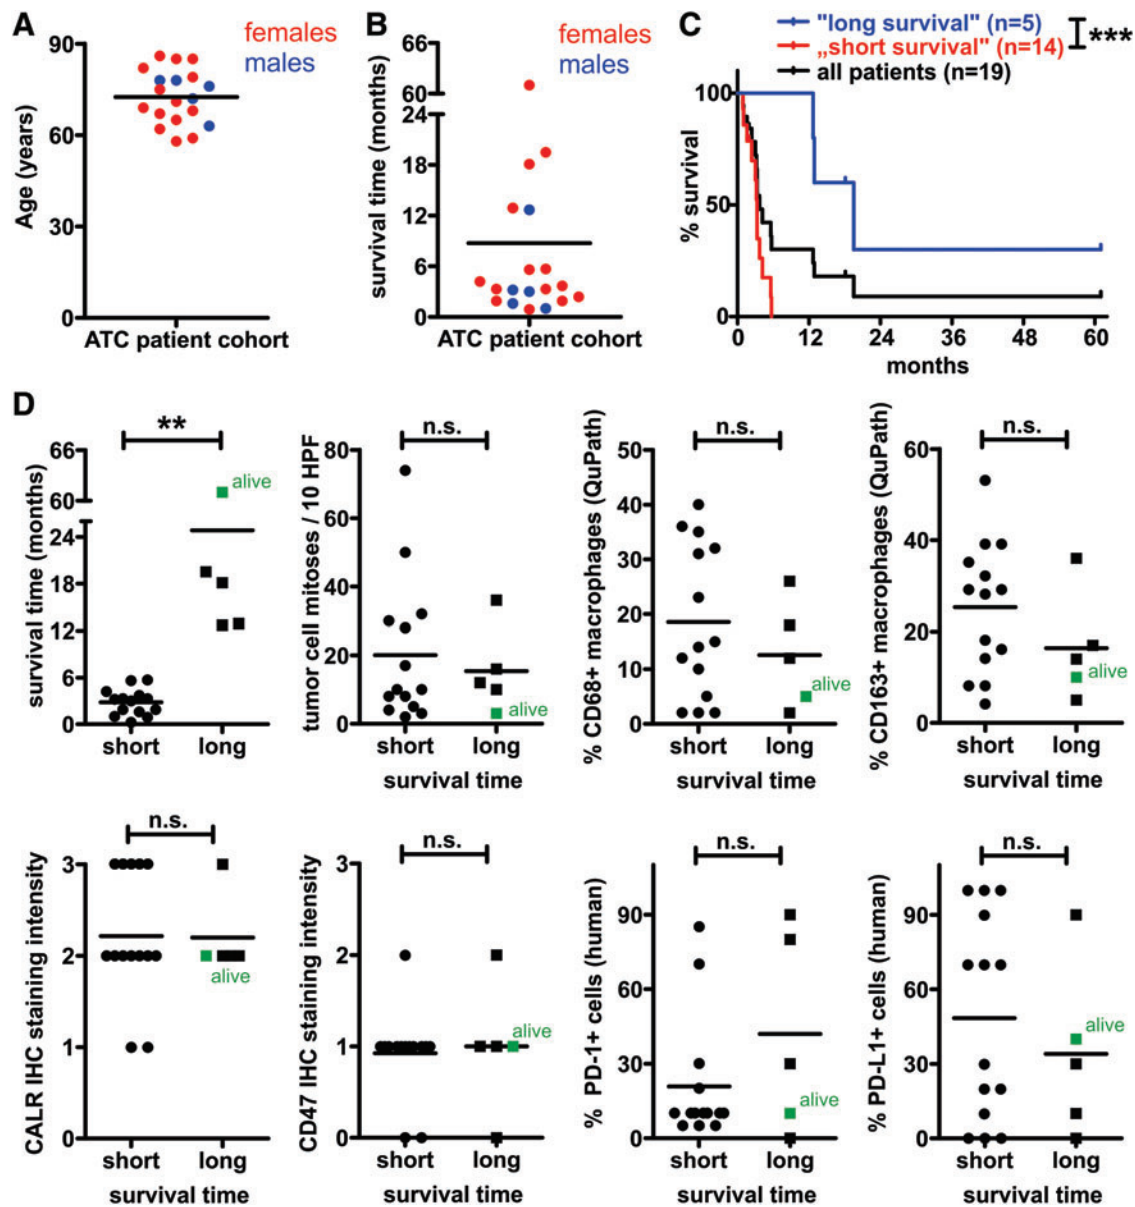 A
females
males
Age (years)
90
60
30
0
ATC patient cohort
B
females
males
survival time (months)
66
60
24
18
12
6
0
ATC patient cohort
C
"long survival" (n=5)
„short survival" (n=14)
all patients (n=19)
***
% survival
100
50
0
0 12 24 36 48 60
months
D
**
survival time (months)
66
60
24
18
12
6
0
alive
short long
n.s.
tumor cell mitoses / 10 HPF
80
60
40
20
0
alive
short long
survival time
n.s.
% CD68+ macrophages (QuPath)
50
40
30
20
10
0
alive
short long
survival time
n.s.
% CD163+ macrophages (QuPath)
60
40
20
0
alive
short long
survival time
n.s.
CALR IHC staining intensity
3
2
1
0
alive
short long
survival time
n.s.
CD47 IHC staining intensity
3
2
1
0
alive
short long
survival time
n.s.
% PD-1+ cells (human)
90
60
30
0
alive
short long
survival time
n.s.
% PD-L1+ cells (human)
90
60
30
0
alive
short long
survival time